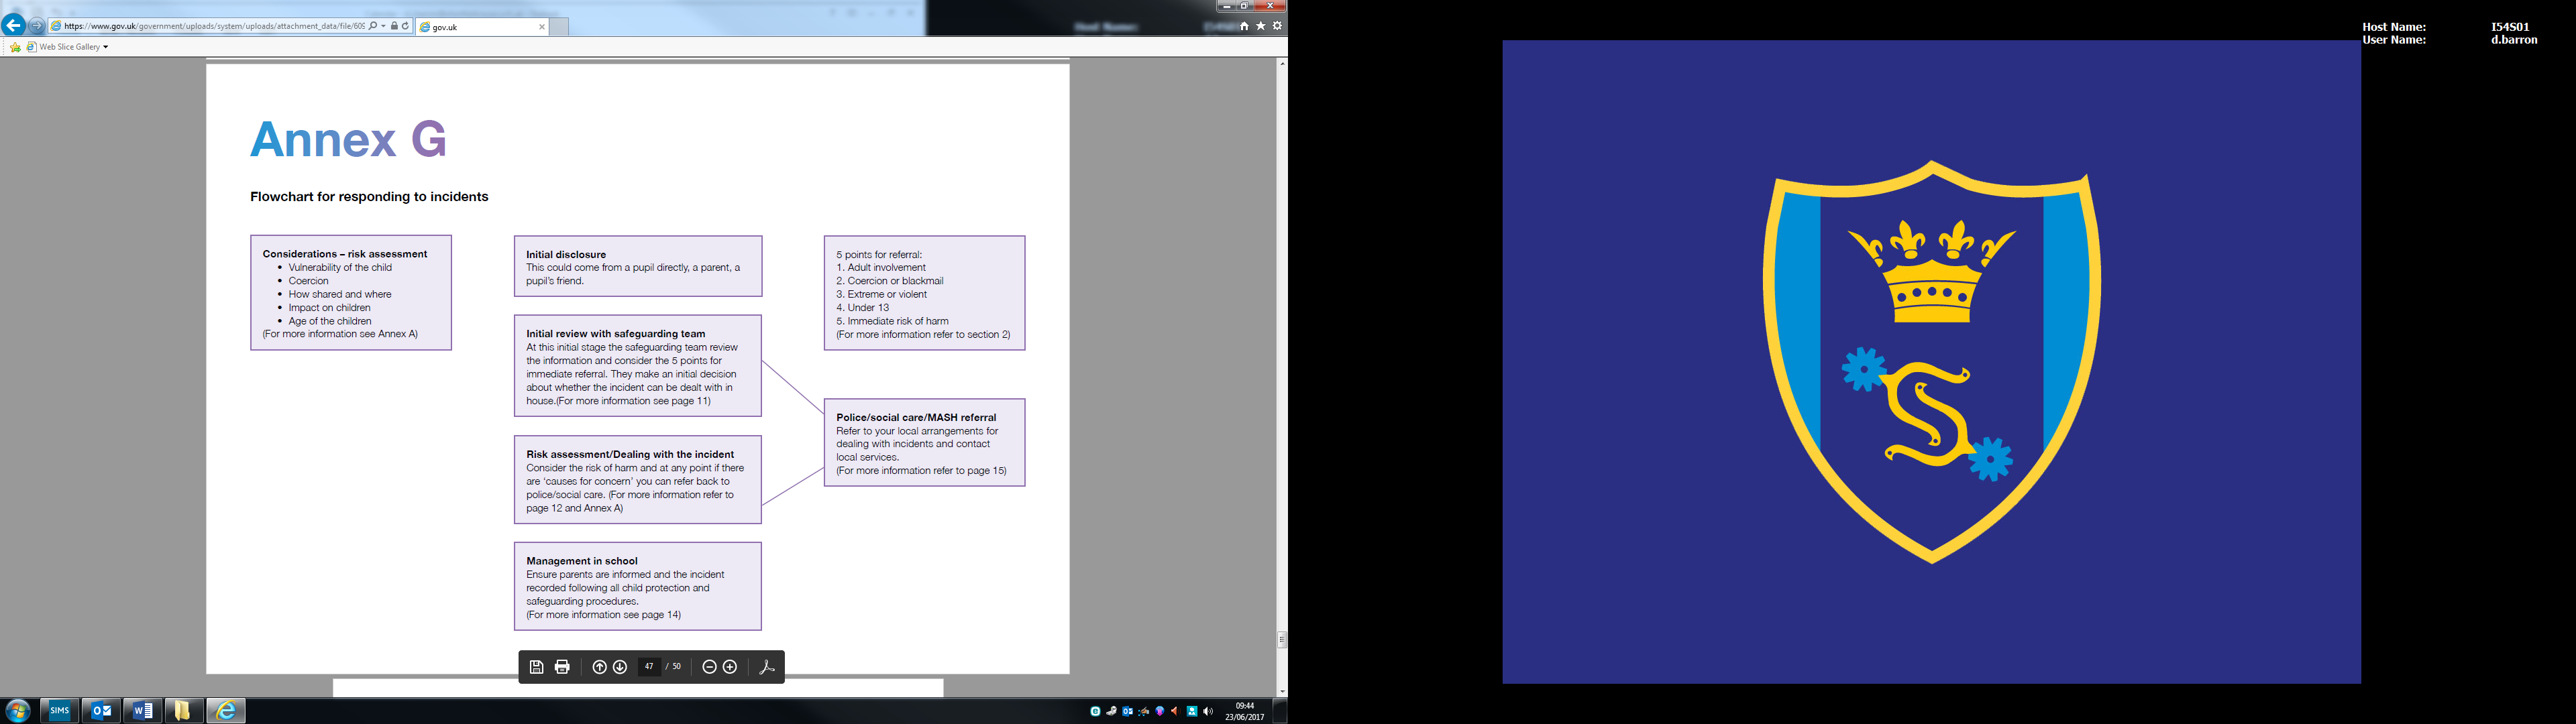 https://www.gov.uk/government/uploads/system/uploads/attachment_data/file/609
gov.uk
Web Slice Gallery
Host Name: I54S01
User Name: d.barron
Annex G
Flowchart for responding to incidents
Considerations – risk assessment
• Vulnerability of the child
• Coercion
• How shared and where
• Impact on children
• Age of the children
(For more information see Annex A)
Initial disclosure
This could come from a pupil directly, a parent, a
pupil's friend.
Initial review with safeguarding team
At this initial stage the safeguarding team review
the information and consider the 5 points for
immediate referral. They make an initial decision
about whether the incident can be dealt with in
house.(For more information see page 11)
Risk assessment/Dealing with the incident
Consider the risk of harm and at any point if there
are ‘causes for concern’ you can refer back to
police/social care. (For more information refer to
page 12 and Annex A)
Management in school
Ensure parents are informed and the incident
recorded following all child protection and
safeguarding procedures.
(For more information see page 14)
5 points for referral:
1. Adult involvement
2. Coercion or blackmail
3. Extreme or violent
4. Under 13
5. Immediate risk of harm
(For more information refer to section 2)
Police/social care/MASH referral
Refer to your local arrangements for
dealing with incidents and contact
local services.
(For more information refer to page 15)
47 / 50
SIMS
09:44
23/06/2017
S